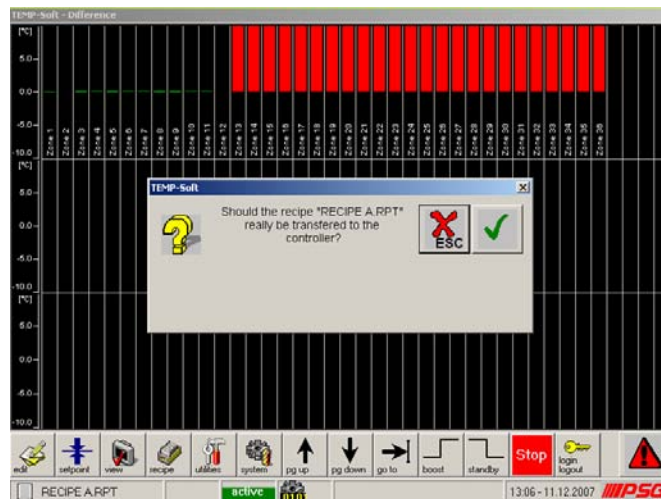 TEMP-Soft - Difference
[°C]
5.0
0.0
-5.0
-10.0
Zone 1
Zone 2
Zone 3
Zone 4
Zone 5
Zone 6
Zone 7
Zone 8
Zone 9
Zone 10
Zone 11
Zone 12
Zone 13
Zone 14
Zone 15
Zone 16
Zone 17
Zone 18
Zone 19
Zone 20
Zone 21
Zone 22
Zone 23
Zone 24
Zone 25
Zone 26
Zone 27
Zone 28
Zone 29
Zone 30
Zone 31
Zone 32
Zone 33
Zone 34
Zone 35
Zone 36
[°C]
5.0
0.0
-5.0
-10.0
[°C]
5.0
0.0
-5.0
-10.0
TEMP-Soft
Should the recipe "RECIPE A.RPT"
really be transfered to the
controller?
ESC
edit setpoint view recipe utilities system pg up pg down go to boost standby Stop login logout
RECIPE A.RPT active 0101 13:06 - 11.12.2007 PSG